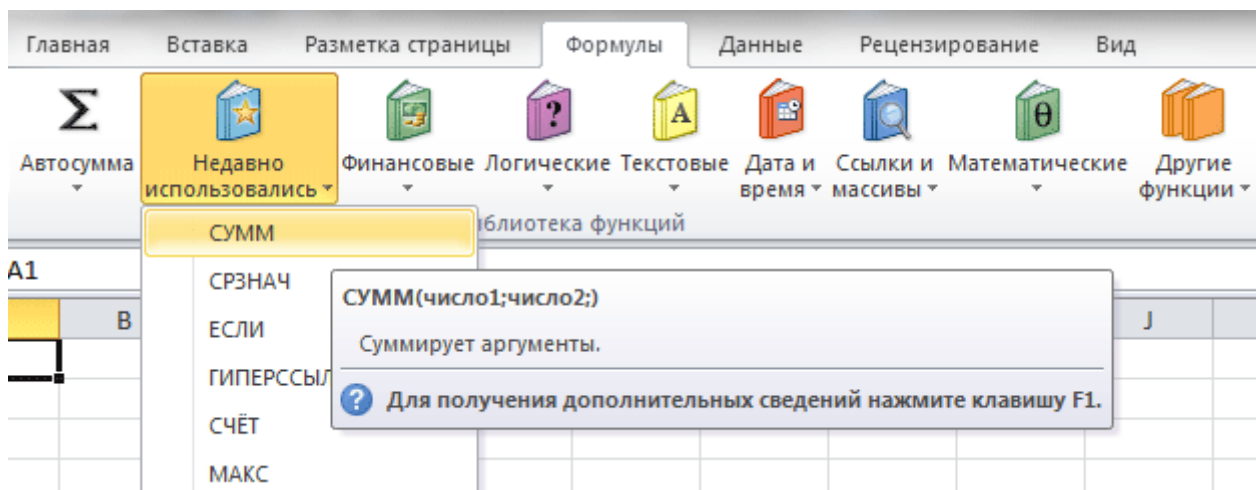 Главная Вставка Разметка страницы Формулы Данные Рецензирование Вид
Σ ? A θ
Автосумма Недавно использовались Финансовые Логические Текстовые Дата и время Ссылки и массивы Математические Другие функции
функций
A1
B J
СУММ
СРЗНАЧ
ЕСЛИ
СЧЁТ
МАКС
СУММ(число1;число2;)
Суммирует аргументы.
? Для получения дополнительных сведений нажмите клавишу F1.